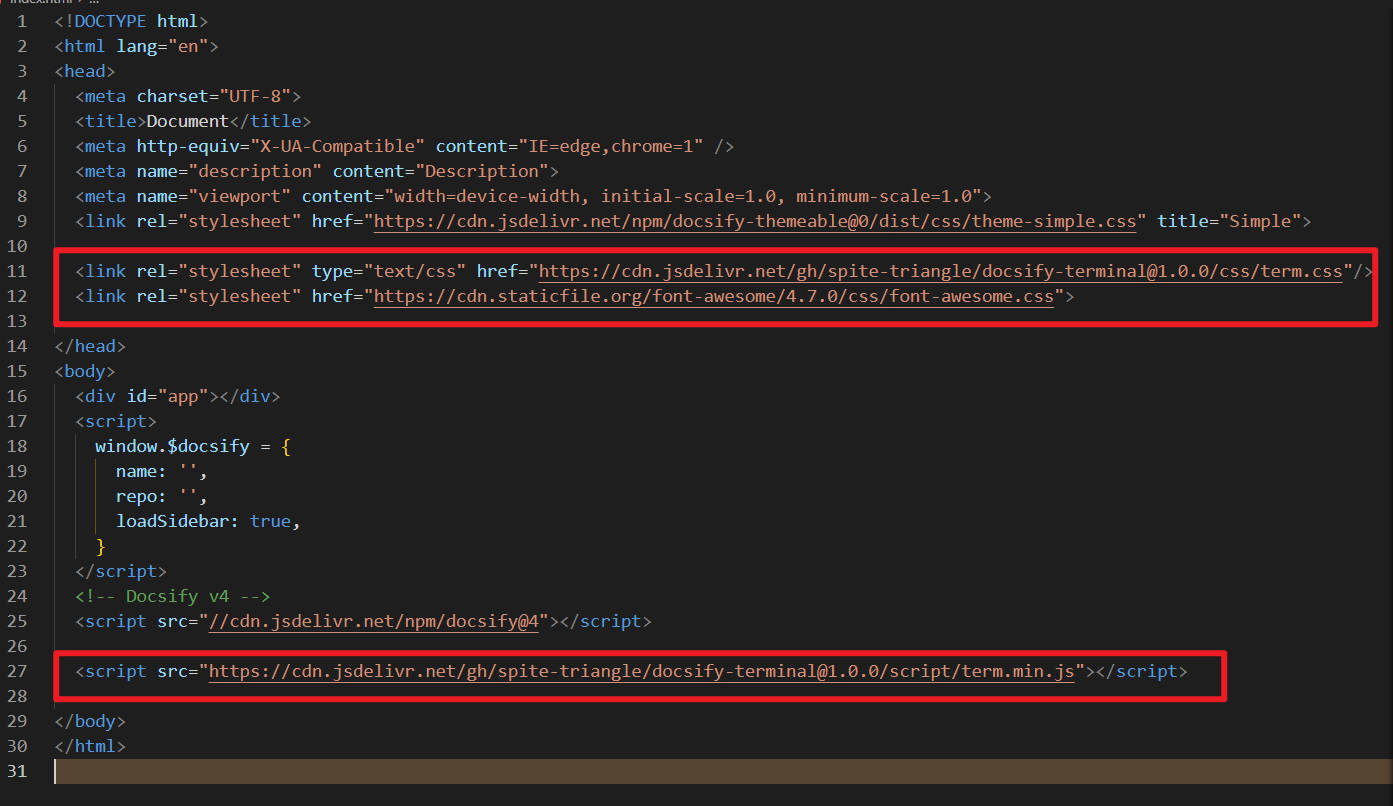 index.html > ...
1 <!DOCTYPE html>
2 <html lang="en">
3 <head>
4 <meta charset="UTF-8">
5 <title>Document</title>
6 <meta http-equiv="X-UA-Compatible" content="IE=edge,chrome=1" />
7 <meta name="description" content="Description">
8 <meta name="viewport" content="width=device-width, initial-scale=1.0, minimum-scale=1.0">
9 <link rel="stylesheet" href="https://cdn.jsdelivr.net/npm/docsify-themeable@0/dist/css/theme-simple.css" title="Simple">
10
11 <link rel="stylesheet" type="text/css" href="https://cdn.jsdelivr.net/gh/spite-triangle/docsify-terminal@1.0.0/css/term.css"/>
12 <link rel="stylesheet" href="https://cdn.staticfile.org/font-awesome/4.7.0/css/font-awesome.css">
13
14 </head>
15 <body>
16 <div id="app"></div>
17 <script>
18 window.$docsify = {
19 name: '',
20 repo: '',
21 loadSidebar: true,
22 }
23 </script>
24 <!-- Docsify v4 -->
25 <script src="//cdn.jsdelivr.net/npm/docsify@4"></script>
26
27 <script src="https://cdn.jsdelivr.net/gh/spite-triangle/docsify-terminal@1.0.0/script/term.min.js"></script>
28
29 </body>
30 </html>
31